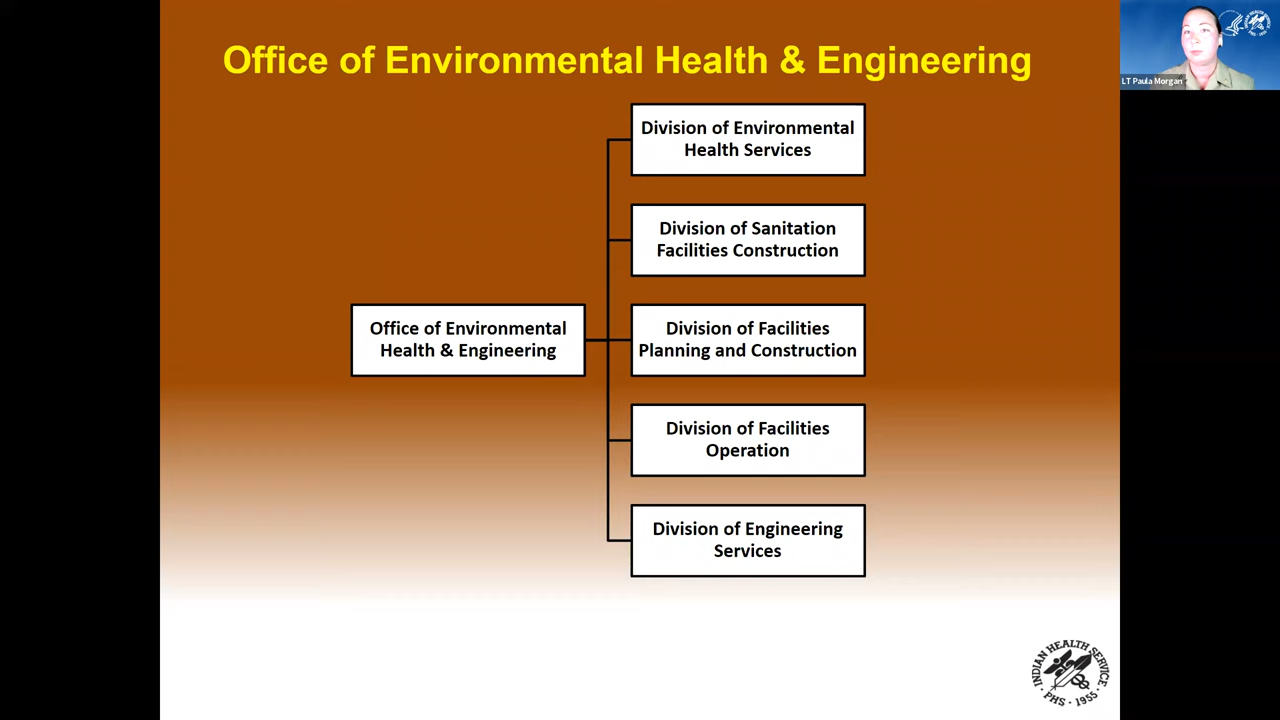 Office of Environmental Health & Engineering
LT Paula Morgan
Division of Environmental
Health Services
Division of Sanitation
Facilities Construction
Office of Environmental
Health & Engineering
Division of Facilities
Planning and Construction
Division of Facilities
Operation
Division of Engineering
Services
INDIAN HEALTH SERVICE
PHS · 1955